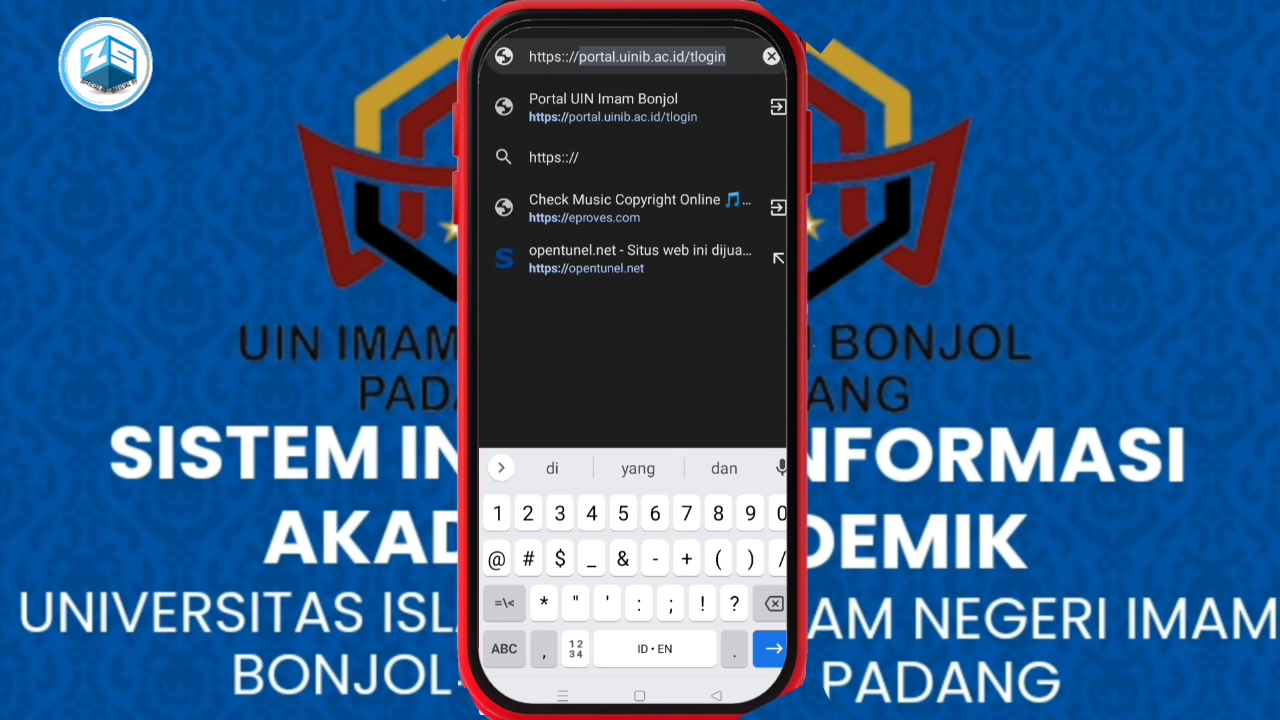 https:://portal.uinib.ac.id/tlogin
Portal UIN Imam Bonjol
https://portal.uinib.ac.id/tlogin
https:://
Check Music Copyright Online 🎵...
https://eproves.com
opentunel.net - Situs web ini dijua...
https://opentunel.net
di yang dan
1 2 3 4 5 6 7 8 9 0
@ # $ _ & - + ( ) /
=\< * " ' : ; ! ?
ABC , 12 34 ID • EN .
UIN IMAM BONJOL
PADANG
SISTEM IN NFORMASI
AKAD DEMIK
UNIVERSITAS ISL AM NEGERI IMAM
BONJOL PADANG